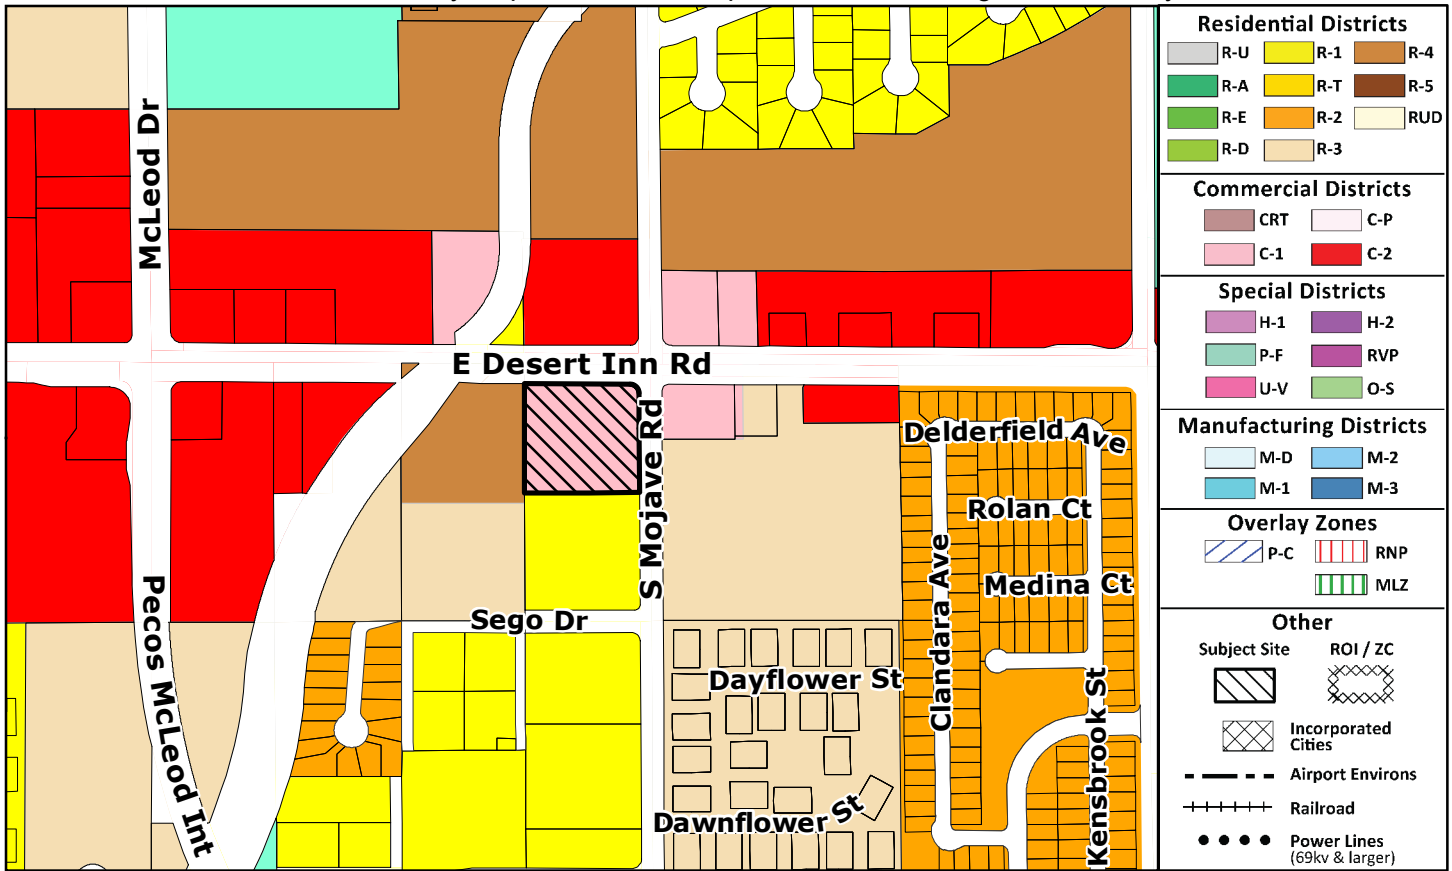 McLeod Dr
E Desert Inn Rd
S Mojave Rd
Delderfield Ave
Rolan Ct
Clandara Ave
Medina Ct
Pecos McLeod Int
Sego Dr
Dayflower St
Kensbrook St
Dawnflower St
Residential Districts
R-U R-1 R-4
R-A R-T R-5
R-E R-2 RUD
R-D R-3
Commercial Districts
CRT C-P
C-1 C-2
Special Districts
H-1 H-2
P-F RVP
U-V O-S
Manufacturing Districts
M-D M-2
M-1 M-3
Overlay Zones
P-C RNP
MLZ
Other
Subject Site ROI / ZC
Incorporated
Cities
Airport Environs
Railroad
Power Lines
(69kv & larger)